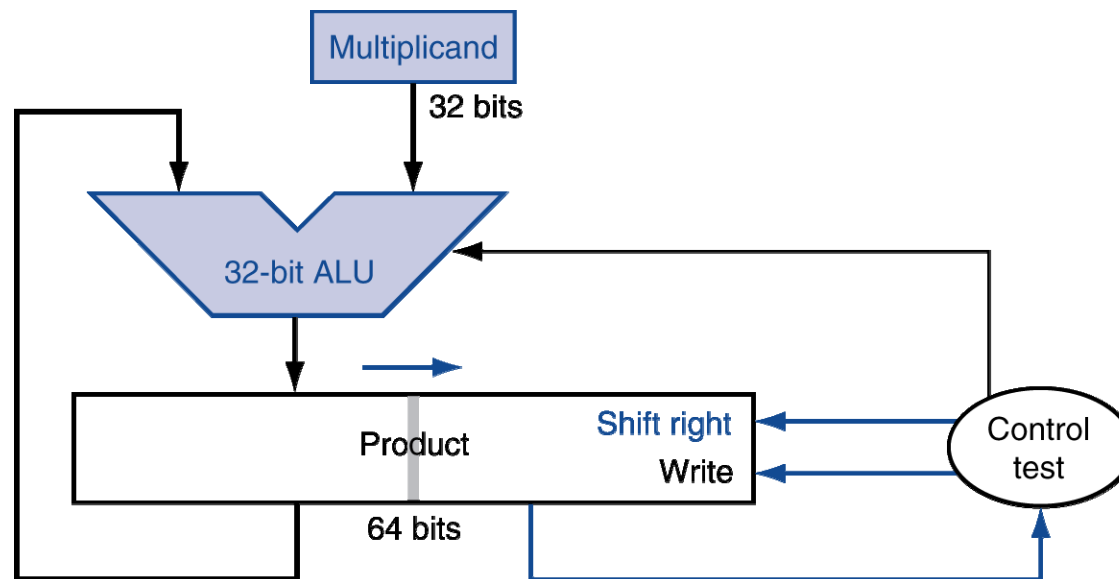 Multiplicand
32 bits
32-bit ALU
Product
Shift right
Write
64 bits
Control
test